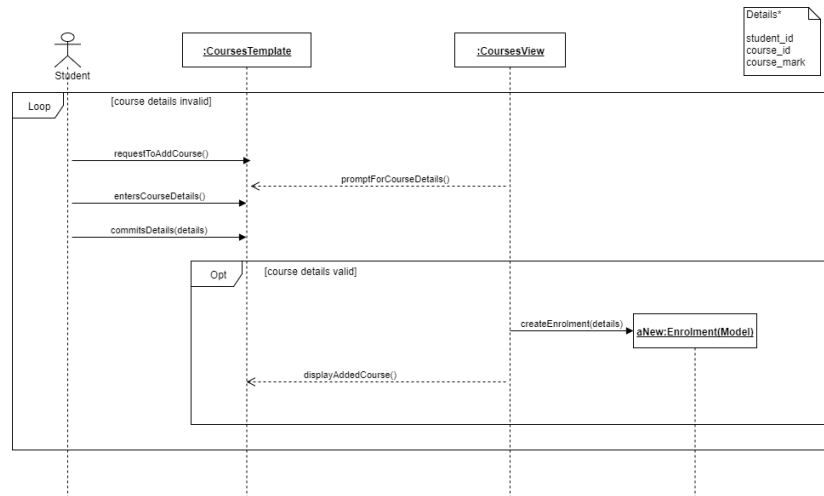 Details*
student_id
course_id
course_mark
:CoursesTemplate
:CoursesView
Student
Loop
[course details invalid]
requestToAddCourse()
promptForCourseDetails()
entersCourseDetails()
commitsDetails(details)
Opt
[course details valid]
createEnrolment(details)
aNew:Enrolment(Model)
displayAddedCourse()